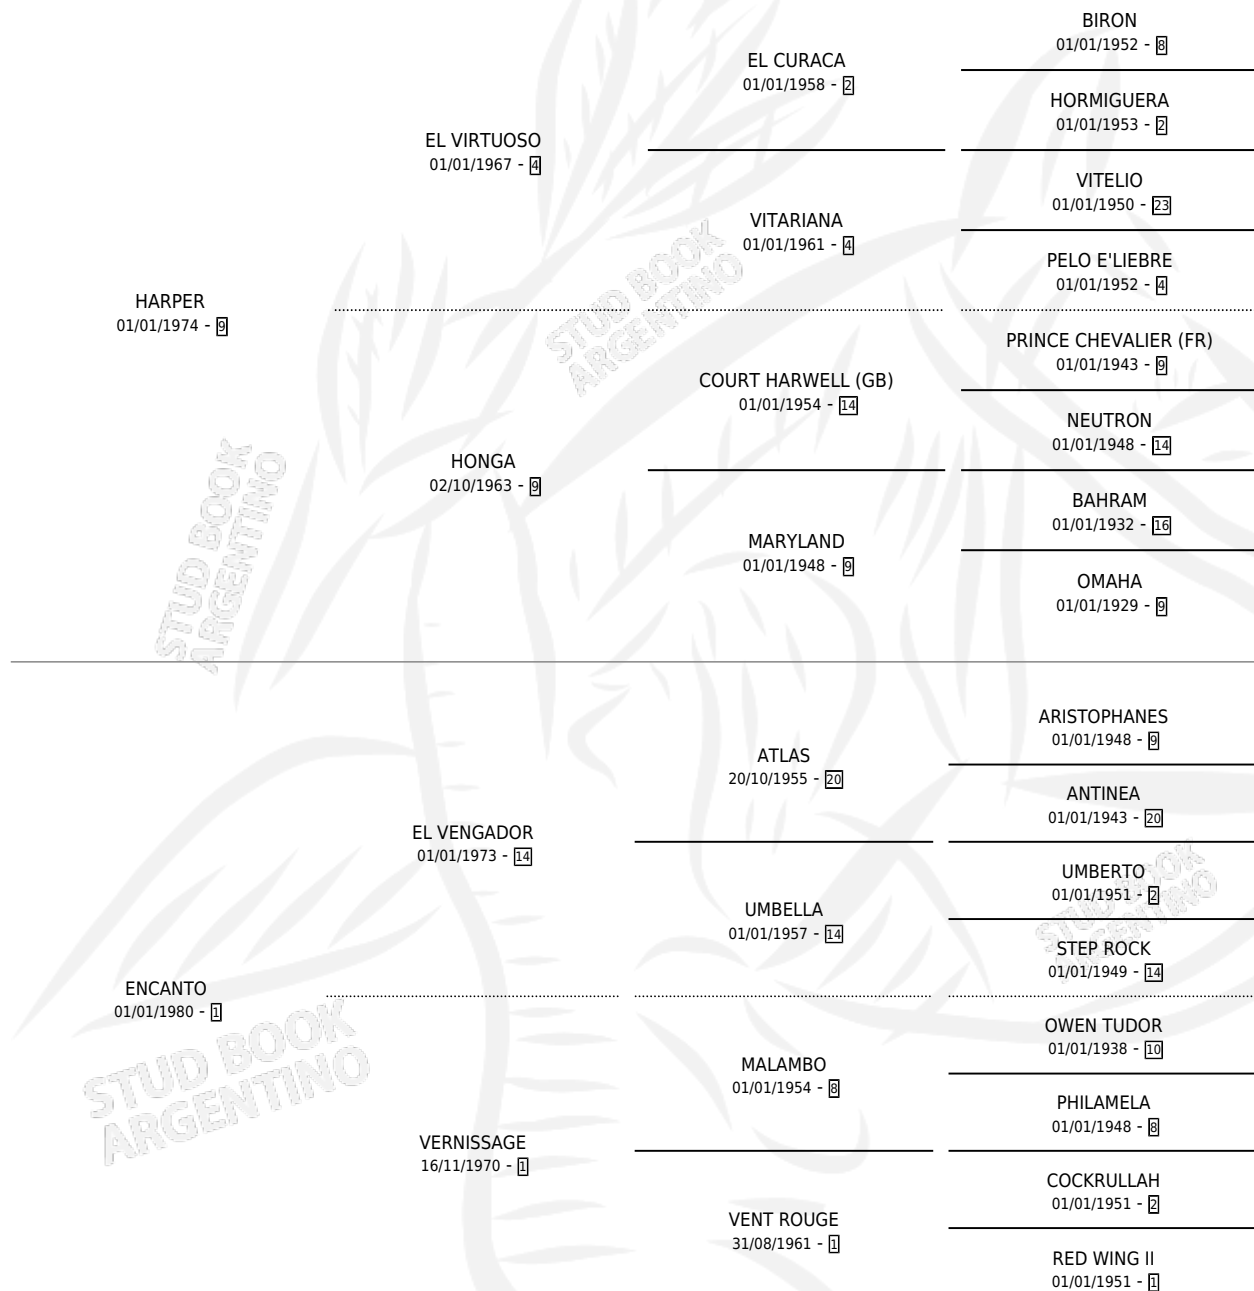 BIRON
01/01/1952 - 8
EL CURACA
01/01/1958 - 2
HORMIGUERA
01/01/1953 - 2
EL VIRTUOSO
01/01/1967 - 4
VITELIO
01/01/1950 - 23
VITARIANA
01/01/1961 - 4
PELO E'LIEBRE
01/01/1952 - 4
HARPER
01/01/1974 - 9
STUD BOOK
ARGENTINO
PRINCE CHEVALIER (FR)
01/01/1943 - 9
COURT HARWELL (GB)
01/01/1954 - 14
NEUTRON
01/01/1948 - 14
HONGA
02/10/1963 - 9
BAHRAM
01/01/1932 - 16
MARYLAND
01/01/1948 - 9
OMAHA
01/01/1929 - 9
STUD BOOK
ARGENTINO
ARISTOPHANES
01/01/1948 - 9
ATLAS
20/10/1955 - 20
ANTINEA
01/01/1943 - 20
EL VENGADOR
01/01/1973 - 14
UMBERTO
01/01/1951 - 2
UMBELLA
01/01/1957 - 14
STEP ROCK
01/01/1949 - 14
STUD BOOK
ARGENTINO
ENCANTO
01/01/1980 - 1
OWEN TUDOR
01/01/1938 - 10
MALAMBO
01/01/1954 - 8
PHILAMELA
01/01/1948 - 8
STUD BOOK
ARGENTINO
VERNISSAGE
16/11/1970 - 1
COCKRULLAH
01/01/1951 - 2
VENT ROUGE
31/08/1961 - 1
RED WING II
01/01/1951 - 1